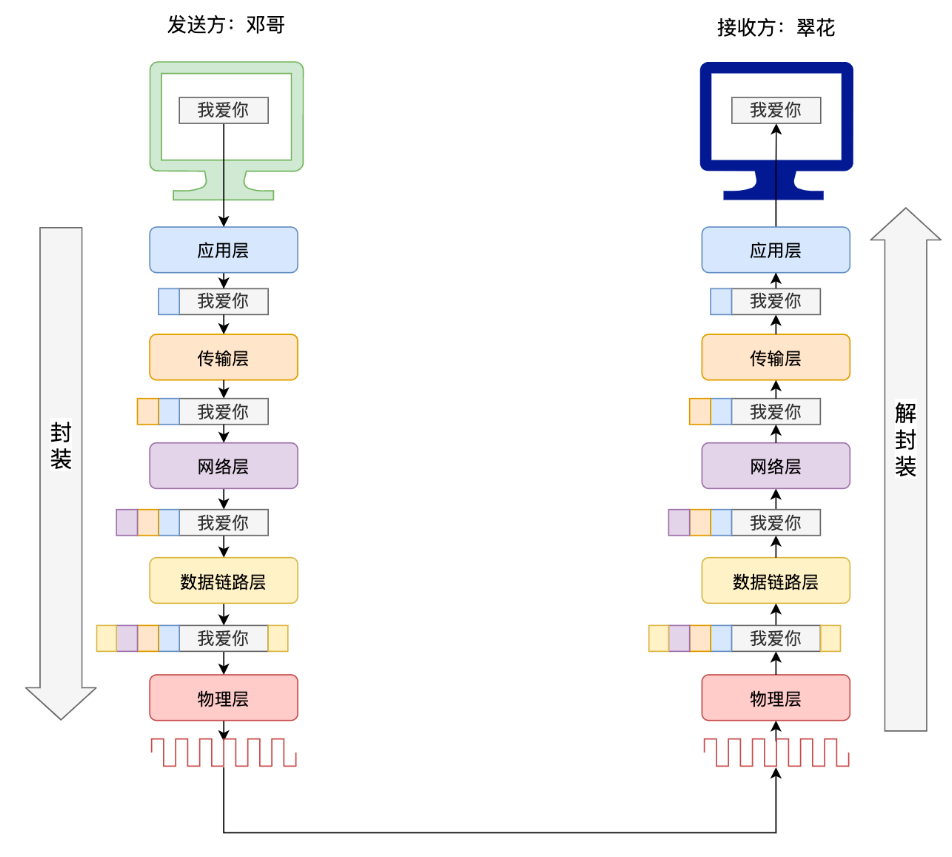 发送方：邓哥
接收方：翠花
我爱你
我爱你
应用层
应用层
我爱你
我爱你
传输层
传输层
我爱你
我爱你
封装
解封装
网络层
网络层
我爱你
我爱你
数据链路层
数据链路层
我爱你
我爱你
物理层
物理层